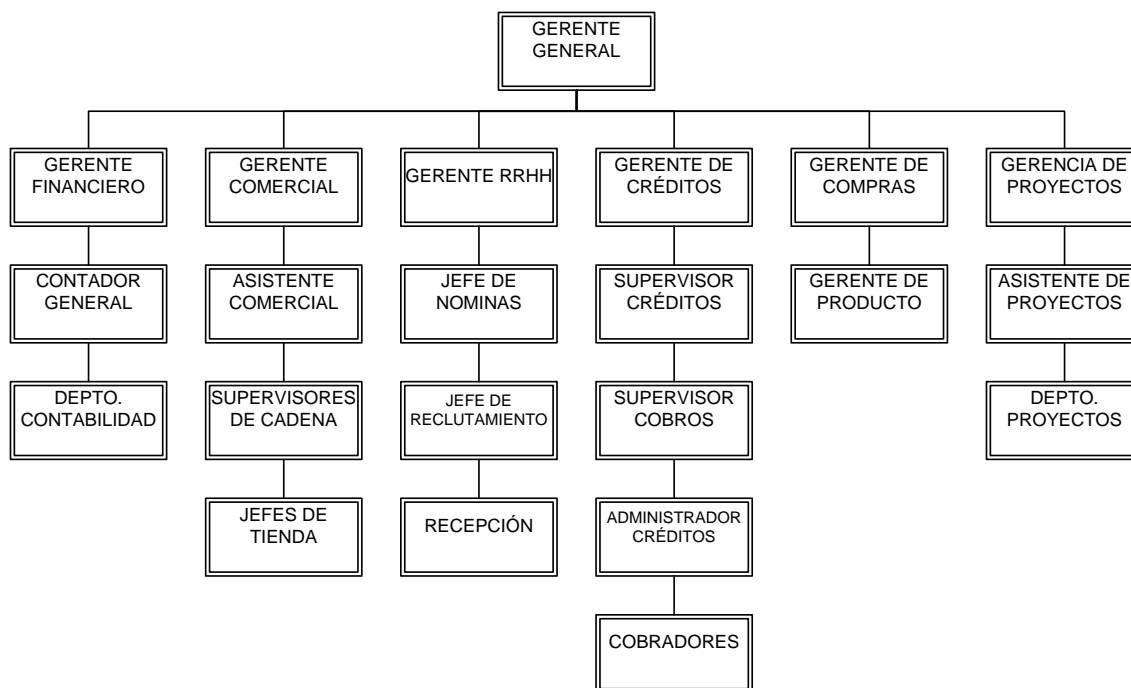 GERENTE
GENERAL
GERENTE
FINANCIERO
GERENTE
COMERCIAL
GERENTE RRHH
GERENTE DE
CRÉDITOS
GERENTE DE
COMPRAS
GERENCIA DE
PROYECTOS
CONTADOR
GENERAL
ASISTENTE
COMERCIAL
JEFE DE
NOMINAS
SUPERVISOR
CRÉDITOS
GERENTE DE
PRODUCTO
ASISTENTE DE
PROYECTOS
DEPTO.
CONTABILIDAD
SUPERVISORES
DE CADENA
JEFE DE
RECLUTAMIENTO
SUPERVISOR
COBROS
DEPTO.
PROYECTOS
JEFES DE
TIENDA
RECEPCIÓN
ADMINISTRADOR
CRÉDITOS
COBRADORES